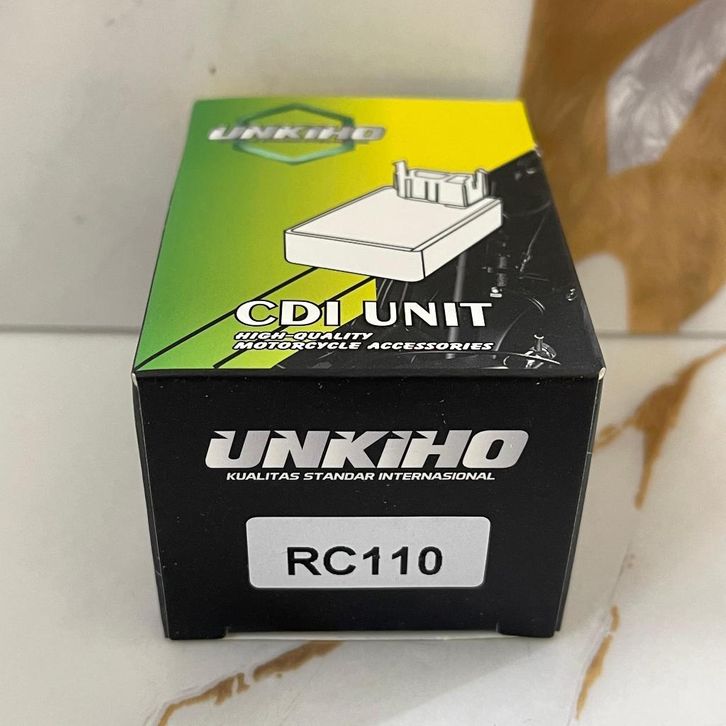 UNKIHO
CDI UNIT
HIGH-QUALITY
MOTORCYCLE ACCESSORIES
UNKIHO
KUALITAS STANDAR INTERNASIONAL
RC110